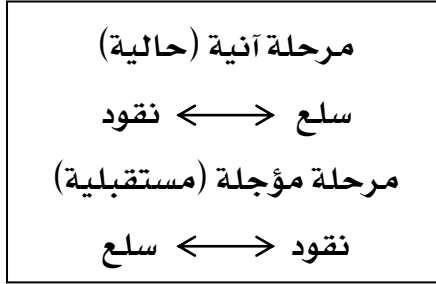 مرحلة آنية (حالية)
سلع ⟷ نقود
مرحلة مؤجلة (مستقبلية)
نقود ⟷ سلع